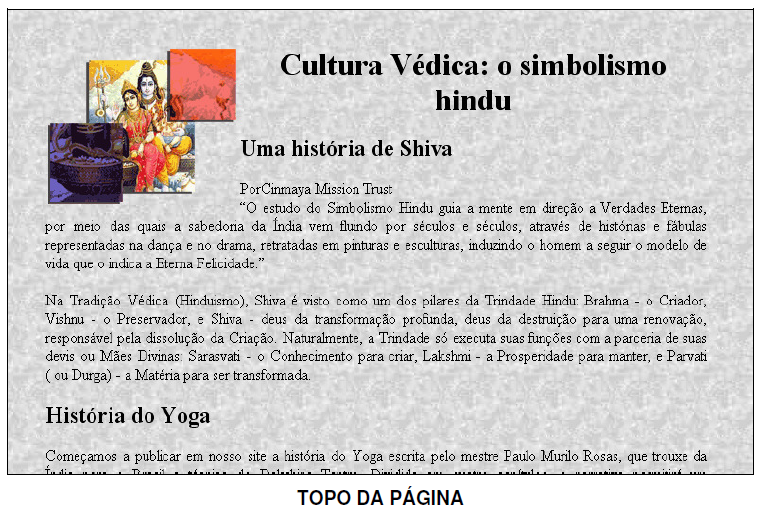 Cultura Védica: o simbolismo
hindu
Uma história de Shiva
PorCinmaya Mission Trust
“O estudo do Simbolismo Hindu guia a mente em direção a Verdades Eternas,
por meio das quais a sabedoria da Índia vem flundo por séculos e séculos, através de histórias e fábulas
representadas na dança e no drama, retratadas em pinturas e esculturas, induzindo o homem a seguir o modelo de
vida que o indica a Eterna Felicidade.”
Na Tradição Védica (Hinduismo), Shiva é visto como um dos pilares da Trindade Hindu: Brahma - o Criador,
Vishnu - o Preservador, e Shiva - deus da transformação profunda, deus da destruição para uma renovação,
responsável pela dissolução da Criação. Naturalmente, a Trindade só executa suas funções com a parceria de suas
devis ou Mães Divinas: Sarasvati - o Conhecimento para criar, Lakshmi - a Prosperidade para manter, e Parvati
( ou Durga) - a Matéria para ser transformada.
História do Yoga
Começamos a publicar em nosso site a história do Yoga escrita pelo mestre Paulo Murilo Rosas, que trouxe da
TOPO DA PÁGINA